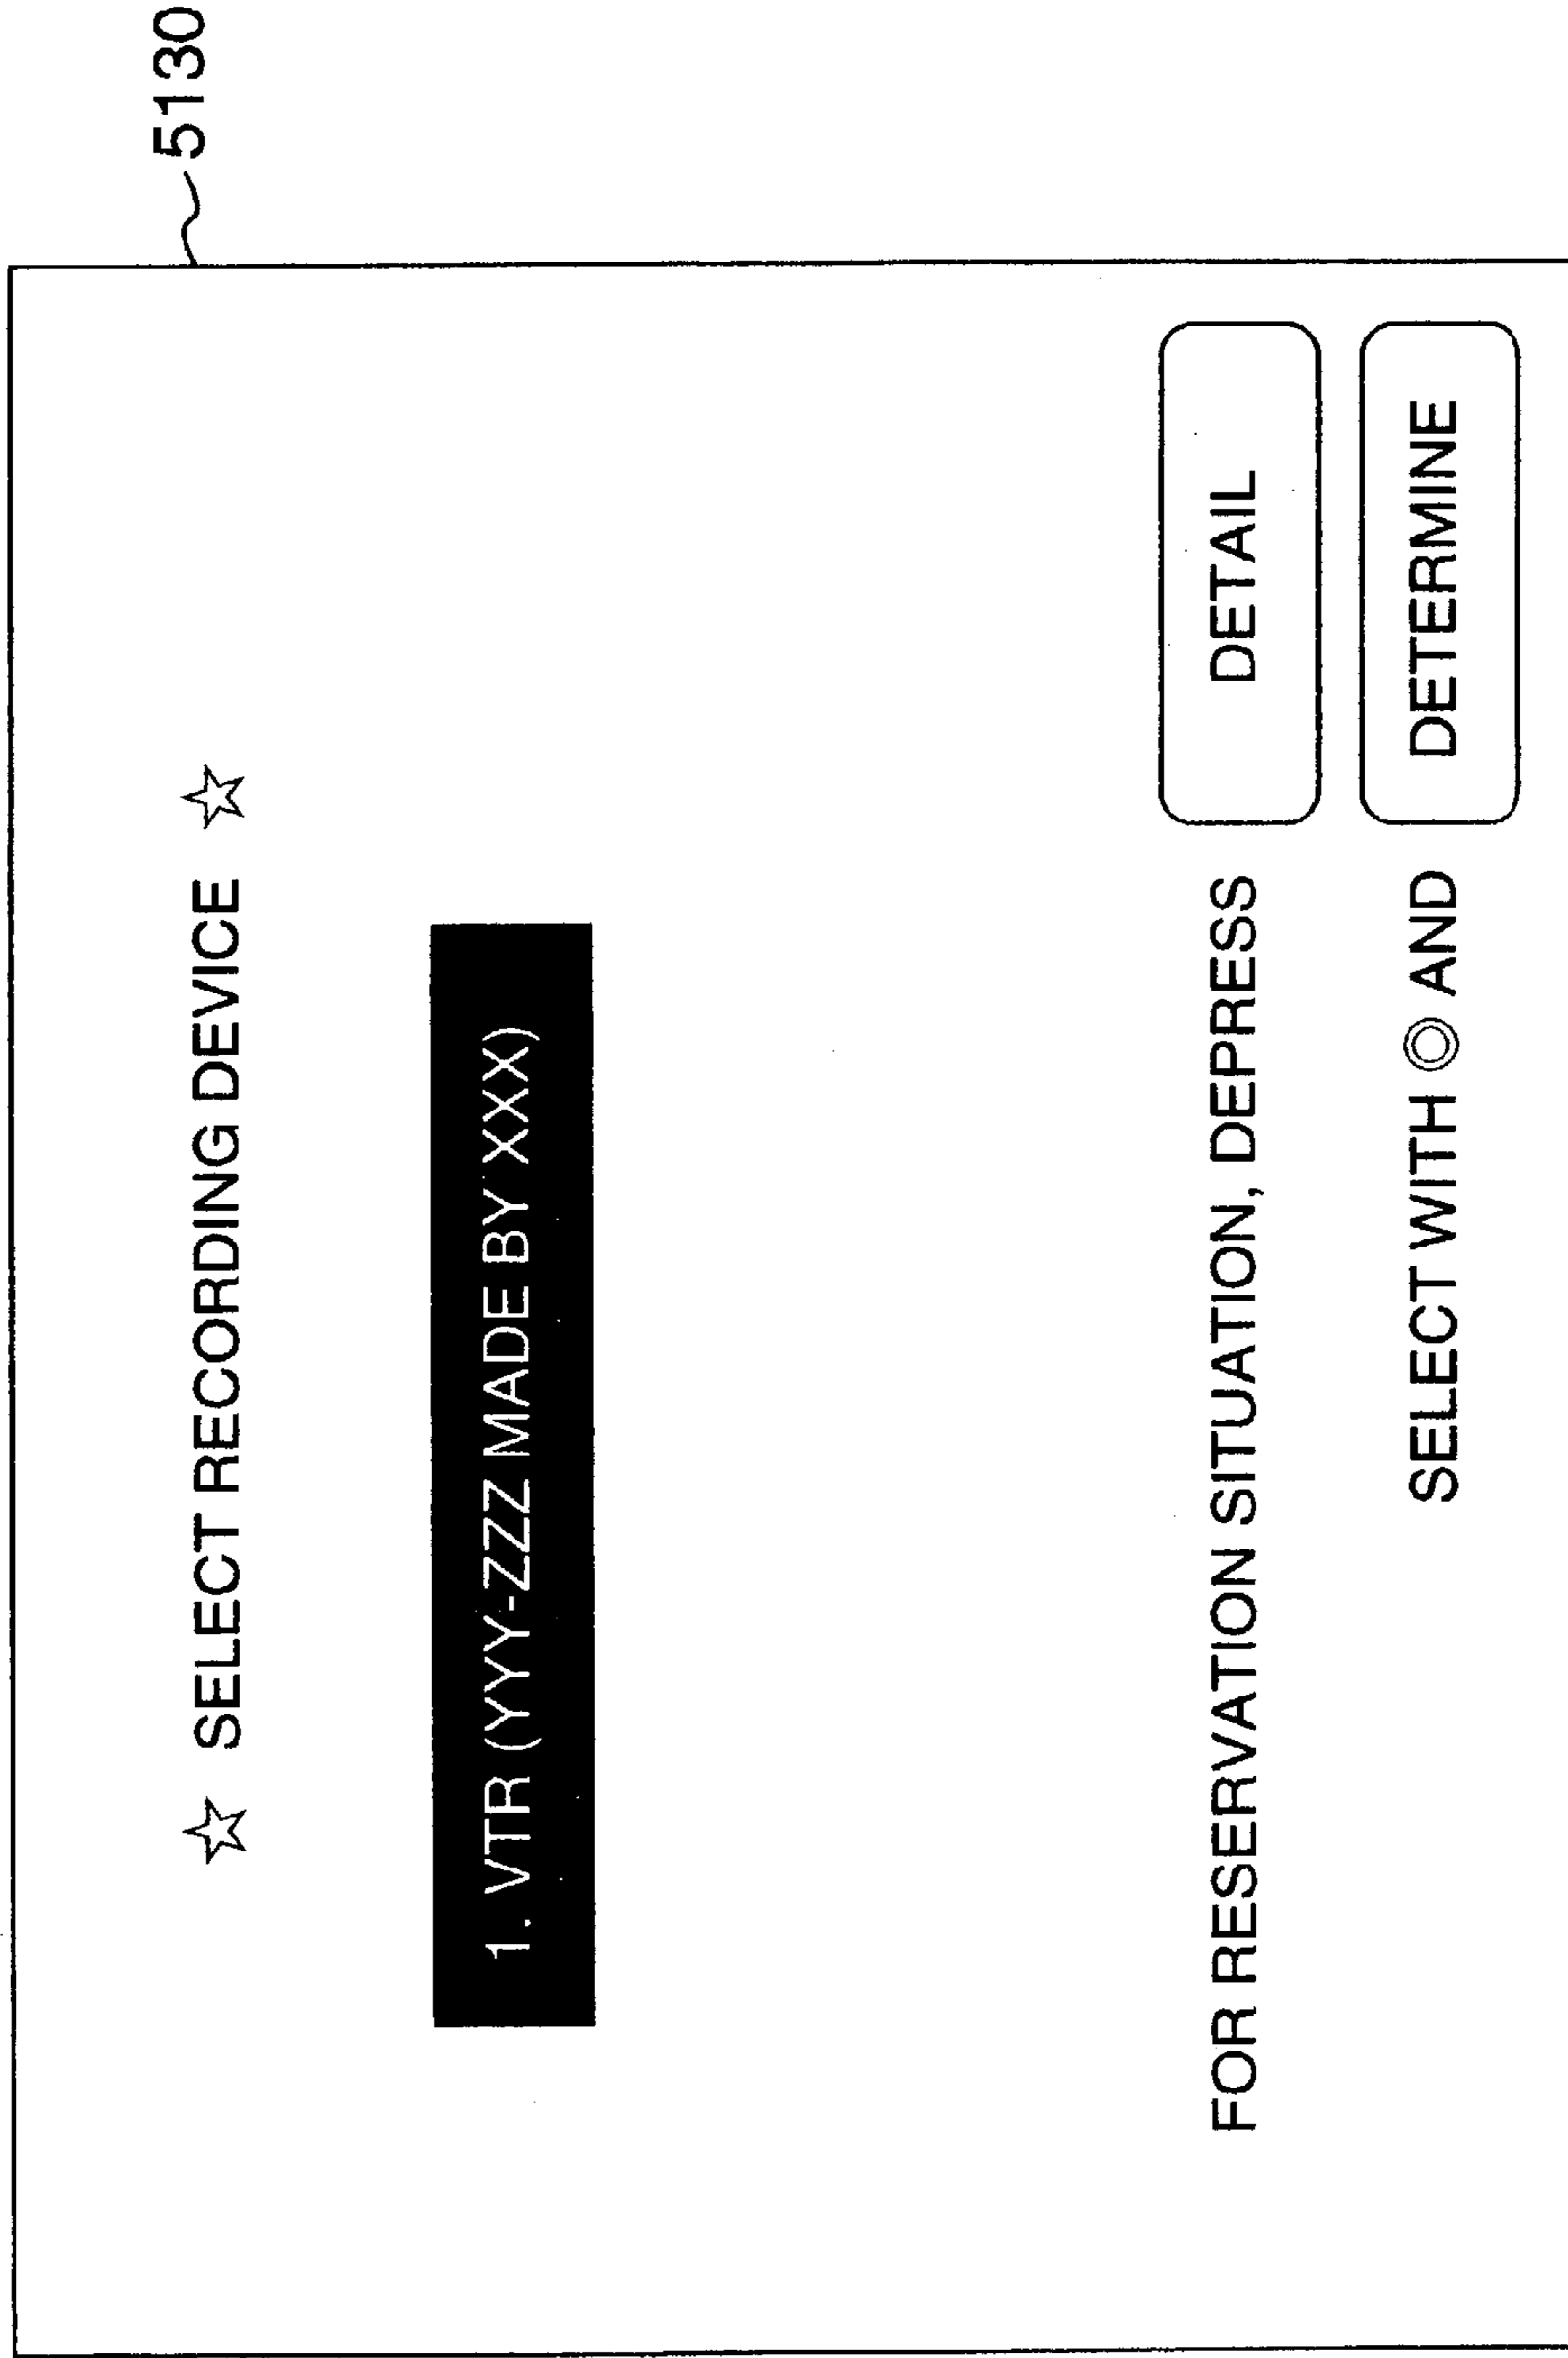 5130
☆ SELECT RECORDING DEVICE ☆
1. VTR (YYY-ZZZ MADE BY XXX)
FOR RESERVATION SITUATION, DEPRESS DETAIL
SELECT WITH ◎ AND DETERMINE